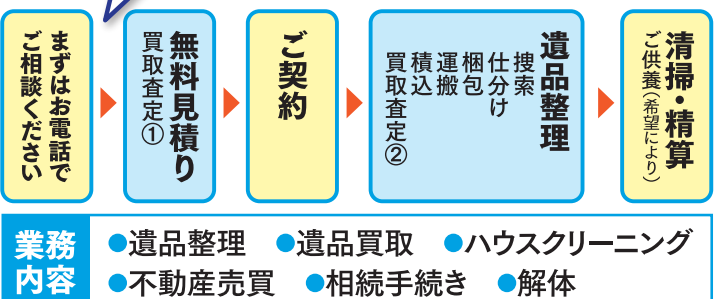 まずはお電話で
ご相談ください
無料見積り
買取査定①
ご契約
遺品整理
捜索
仕分け
梱包
運搬
積込
買取査定②
清掃・精算
ご供養(希望により)
業務
内容
●遺品整理 ●遺品買取 ●ハウスクリーニング
●不動産売買 ●相続手続き ●解体